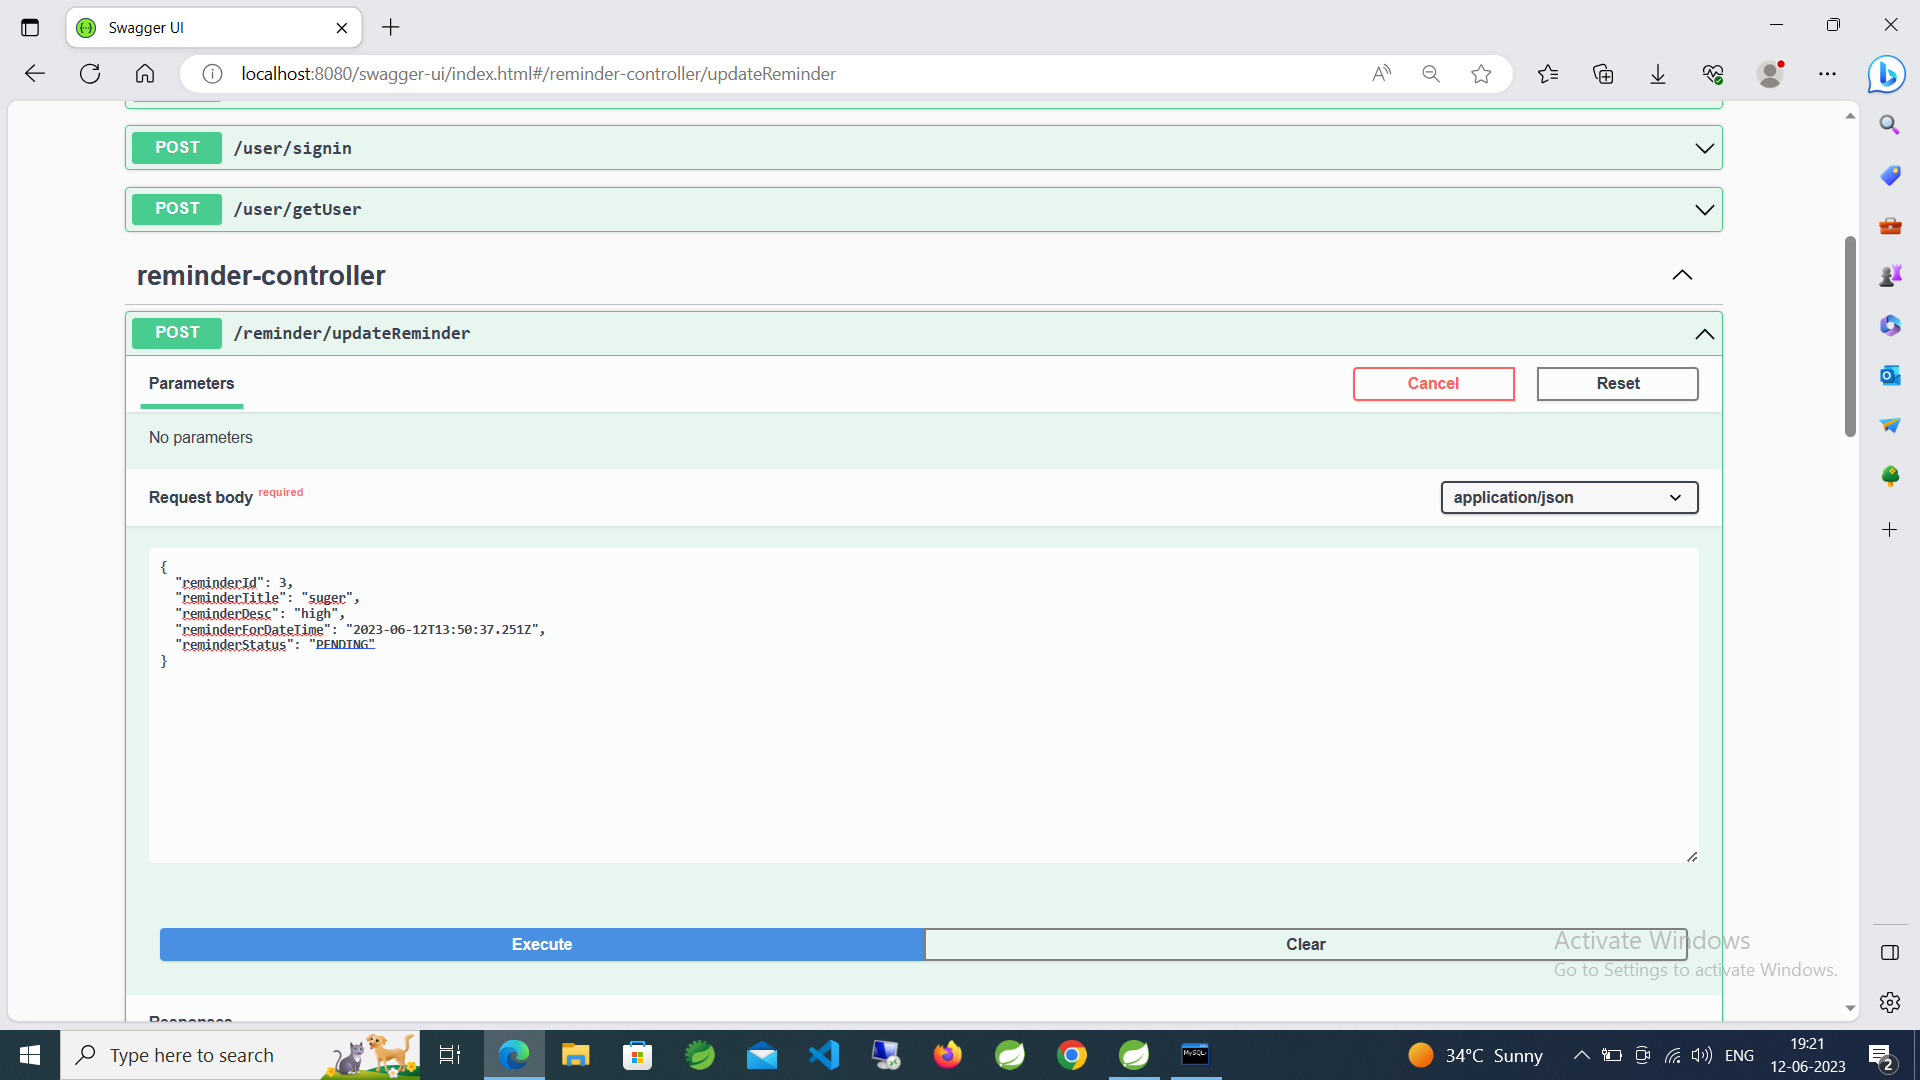 Swagger UI
localhost:8080/swagger-ui/index.html#/reminder-controller/updateReminder
POST /user/signin
POST /user/getUser
reminder-controller
POST /reminder/updateReminder
Parameters
Cancel
Reset
No parameters
Request body required
application/json
{
"reminderId": 3,
"reminderTitle": "suger",
"reminderDesc": "high",
"reminderForDateTime": "2023-06-12T13:50:37.251Z",
"reminderStatus": "PENDING"
}
Execute
Clear
Activate Windows
Go to Settings to activate Windows.
Responses
Type here to search
MySQL
34°C Sunny
ENG
19:21
12-06-2023
2